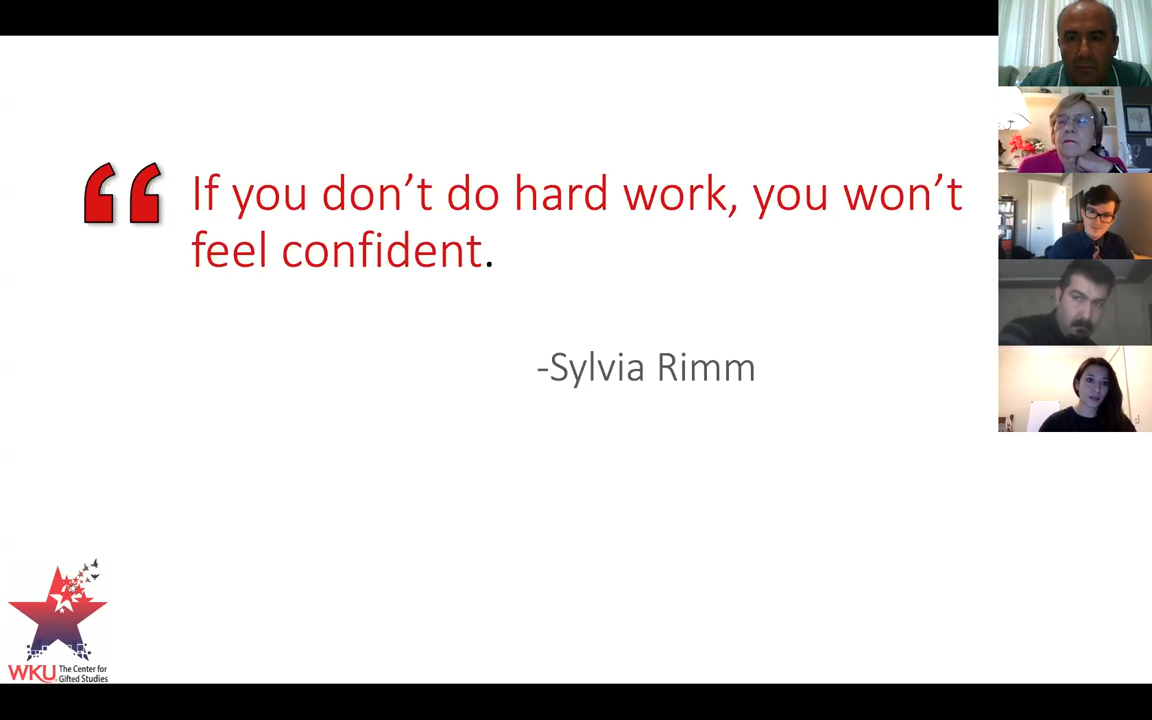 “ If you don’t do hard work, you won’t
feel confident.
-Sylvia Rimm
WKU The Center for
Gifted Studies